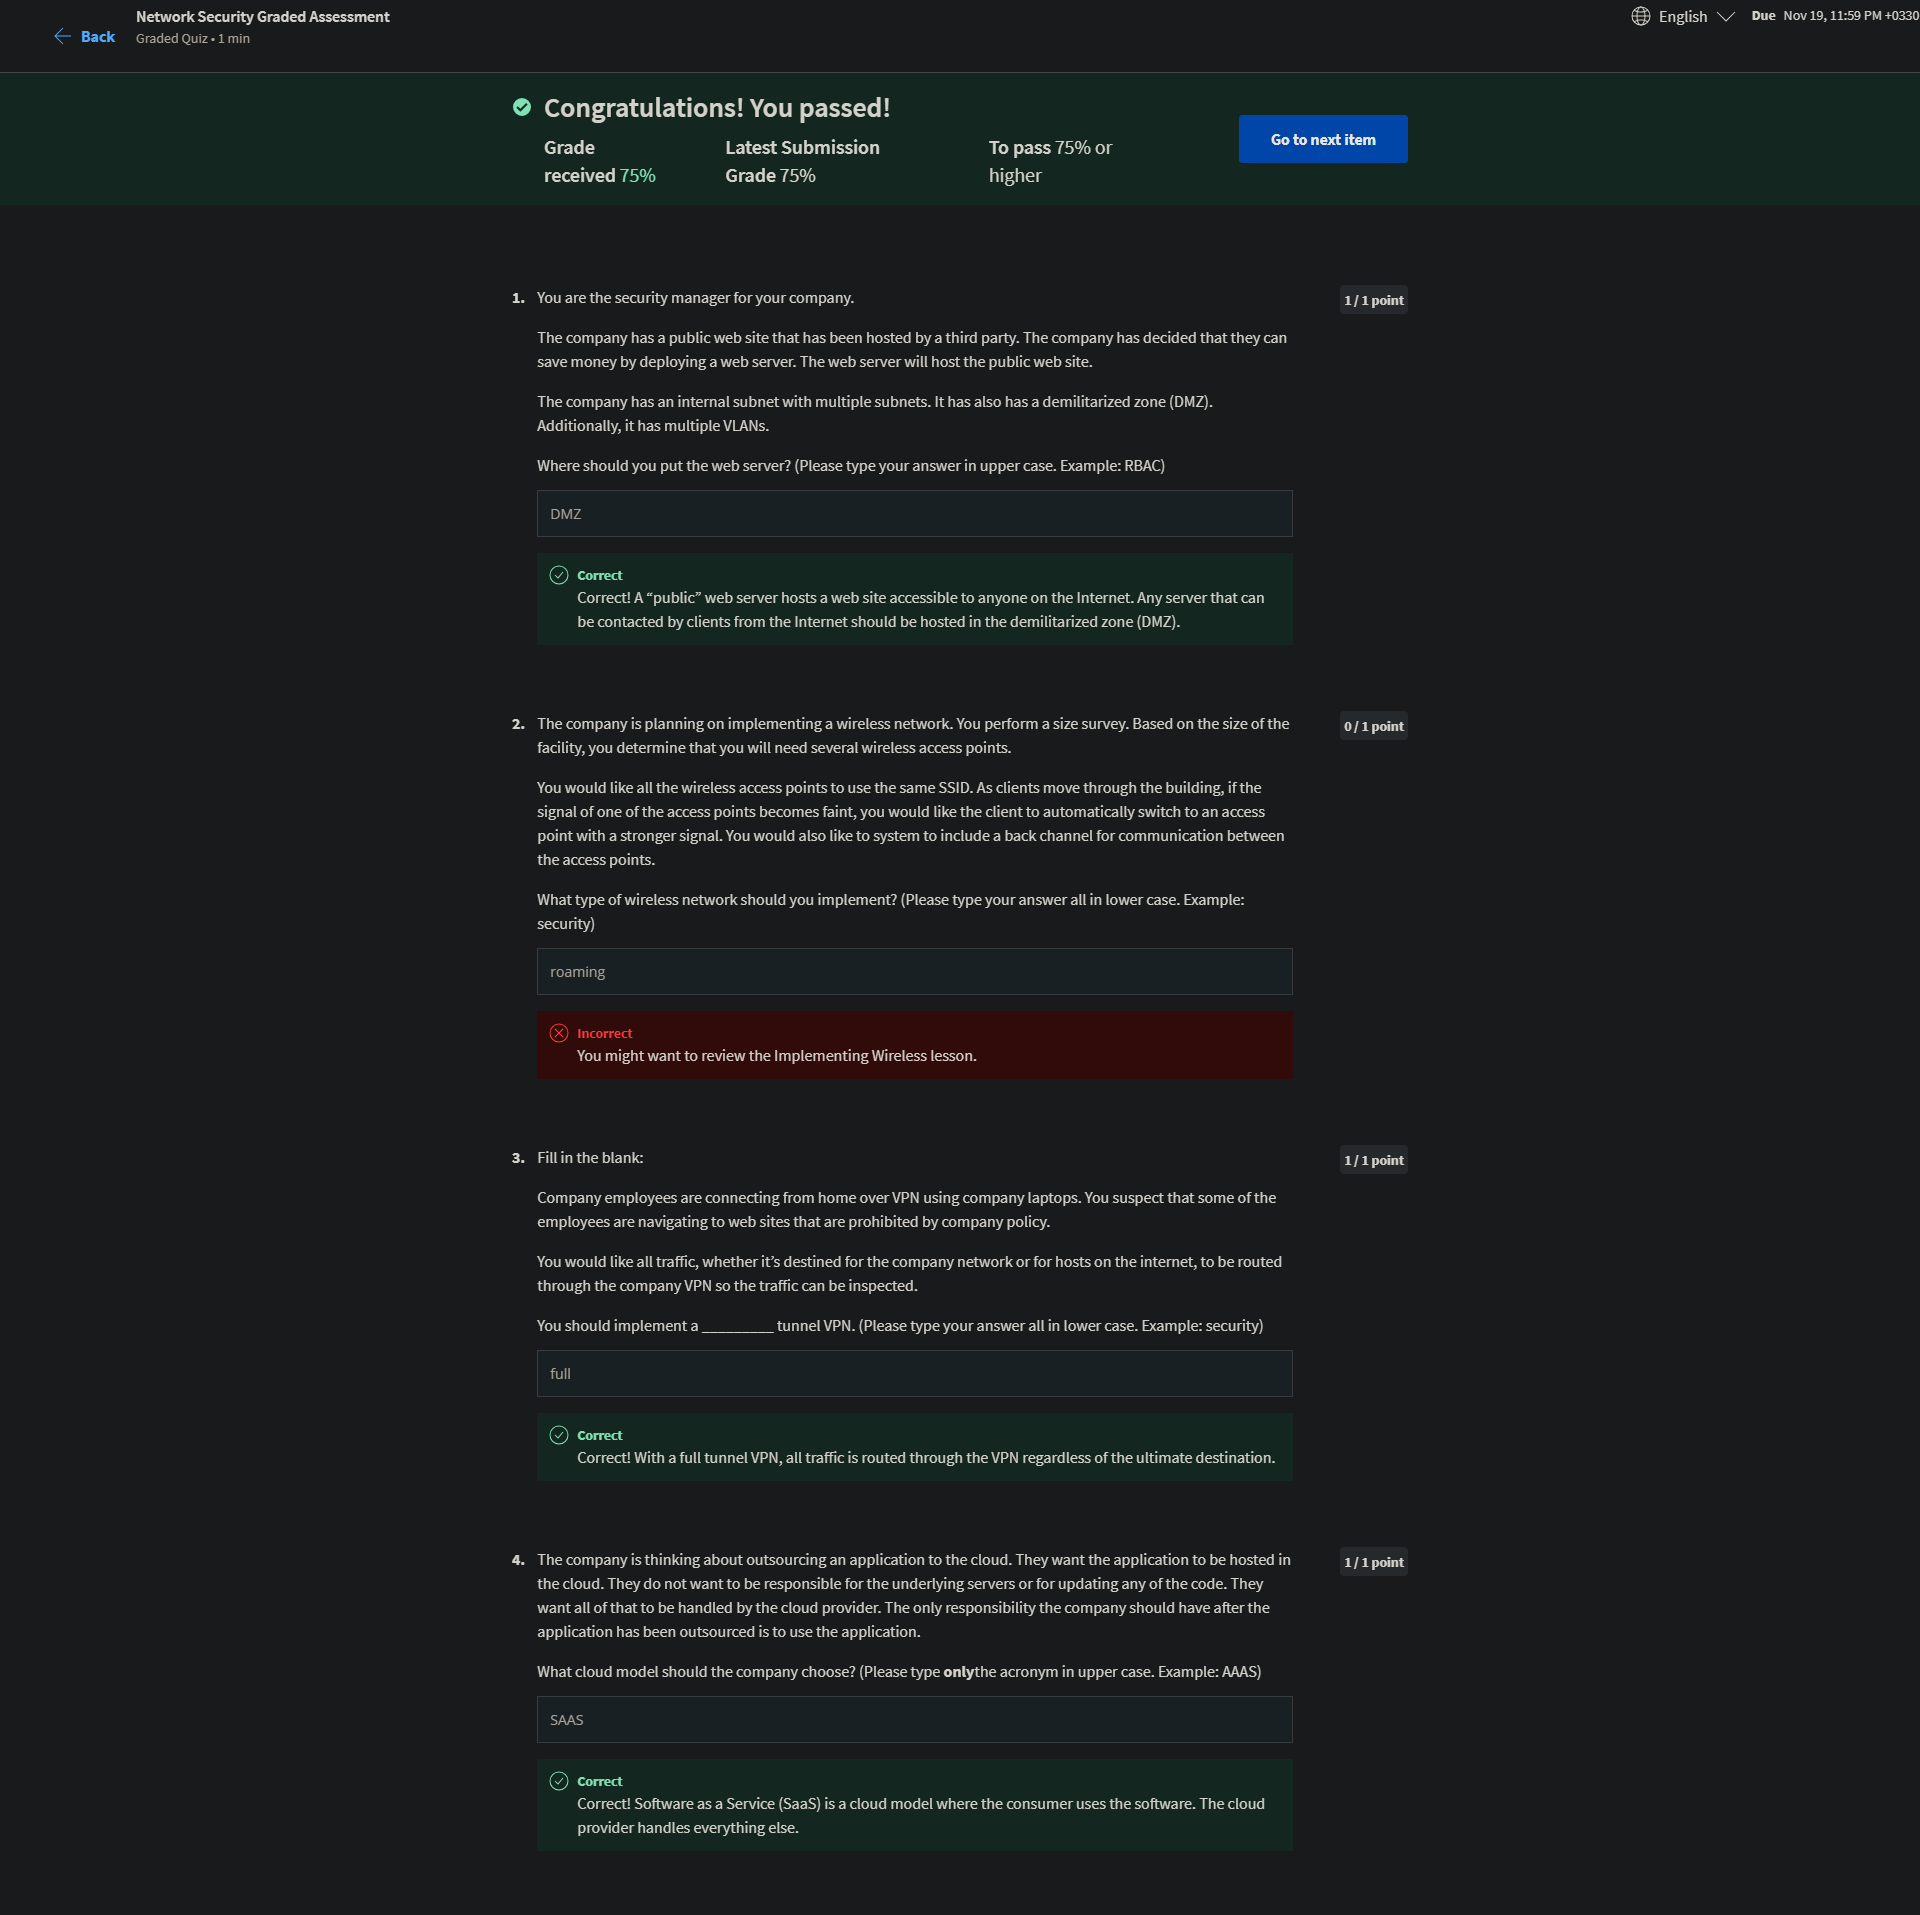 Back
Network Security Graded Assessment
Graded Quiz • 1 min
English
Due Nov 19, 11:59 PM +0330
Congratulations! You passed!
Grade
received 75%
Latest Submission
Grade 75%
To pass 75% or
higher
Go to next item
1. You are the security manager for your company.
1 / 1 point
The company has a public web site that has been hosted by a third party. The company has decided that they can
save money by deploying a web server. The web server will host the public web site.
The company has an internal subnet with multiple subnets. It has also has a demilitarized zone (DMZ).
Additionally, it has multiple VLANs.
Where should you put the web server? (Please type your answer in upper case. Example: RBAC)
DMZ
Correct
Correct! A “public” web server hosts a web site accessible to anyone on the Internet. Any server that can
be contacted by clients from the Internet should be hosted in the demilitarized zone (DMZ).
2. The company is planning on implementing a wireless network. You perform a size survey. Based on the size of the
facility, you determine that you will need several wireless access points.
0 / 1 point
You would like all the wireless access points to use the same SSID. As clients move through the building, if the
signal of one of the access points becomes faint, you would like the client to automatically switch to an access
point with a stronger signal. You would also like to system to include a back channel for communication between
the access points.
What type of wireless network should you implement? (Please type your answer all in lower case. Example:
security)
roaming
Incorrect
You might want to review the Implementing Wireless lesson.
3. Fill in the blank:
1 / 1 point
Company employees are connecting from home over VPN using company laptops. You suspect that some of the
employees are navigating to web sites that are prohibited by company policy.
You would like all traffic, whether it’s destined for the company network or for hosts on the internet, to be routed
through the company VPN so the traffic can be inspected.
You should implement a _________ tunnel VPN. (Please type your answer all in lower case. Example: security)
full
Correct
Correct! With a full tunnel VPN, all traffic is routed through the VPN regardless of the ultimate destination.
4. The company is thinking about outsourcing an application to the cloud. They want the application to be hosted in
the cloud. They do not want to be responsible for the underlying servers or for updating any of the code. They
want all of that to be handled by the cloud provider. The only responsibility the company should have after the
application has been outsourced is to use the application.
1 / 1 point
What cloud model should the company choose? (Please type onlythe acronym in upper case. Example: AAAS)
SAAS
Correct
Correct! Software as a Service (SaaS) is a cloud model where the consumer uses the software. The cloud
provider handles everything else.